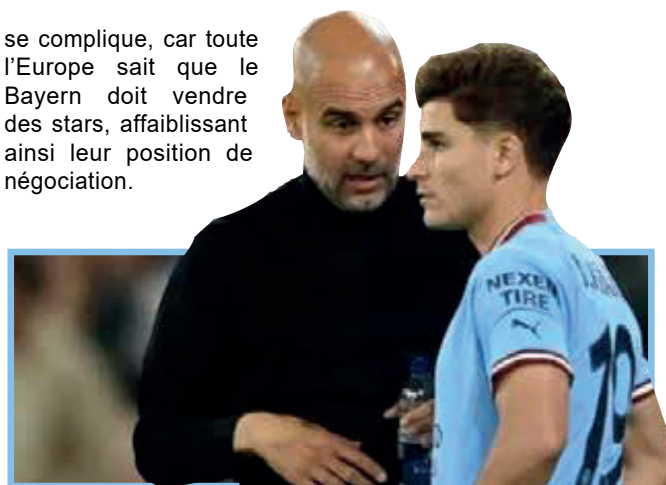 se complique, car toute
l'Europe sait que le
Bayern doit vendre
des stars, affaiblissant
ainsi leur position de
négociation.
NEXEN
TIRE
19